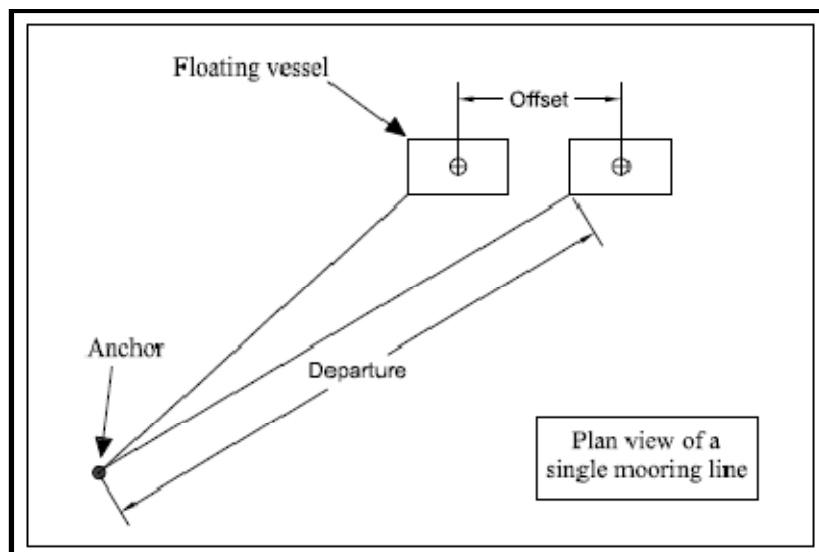 Floating vessel
Offset
Anchor
Departure
Plan view of a
single mooring line